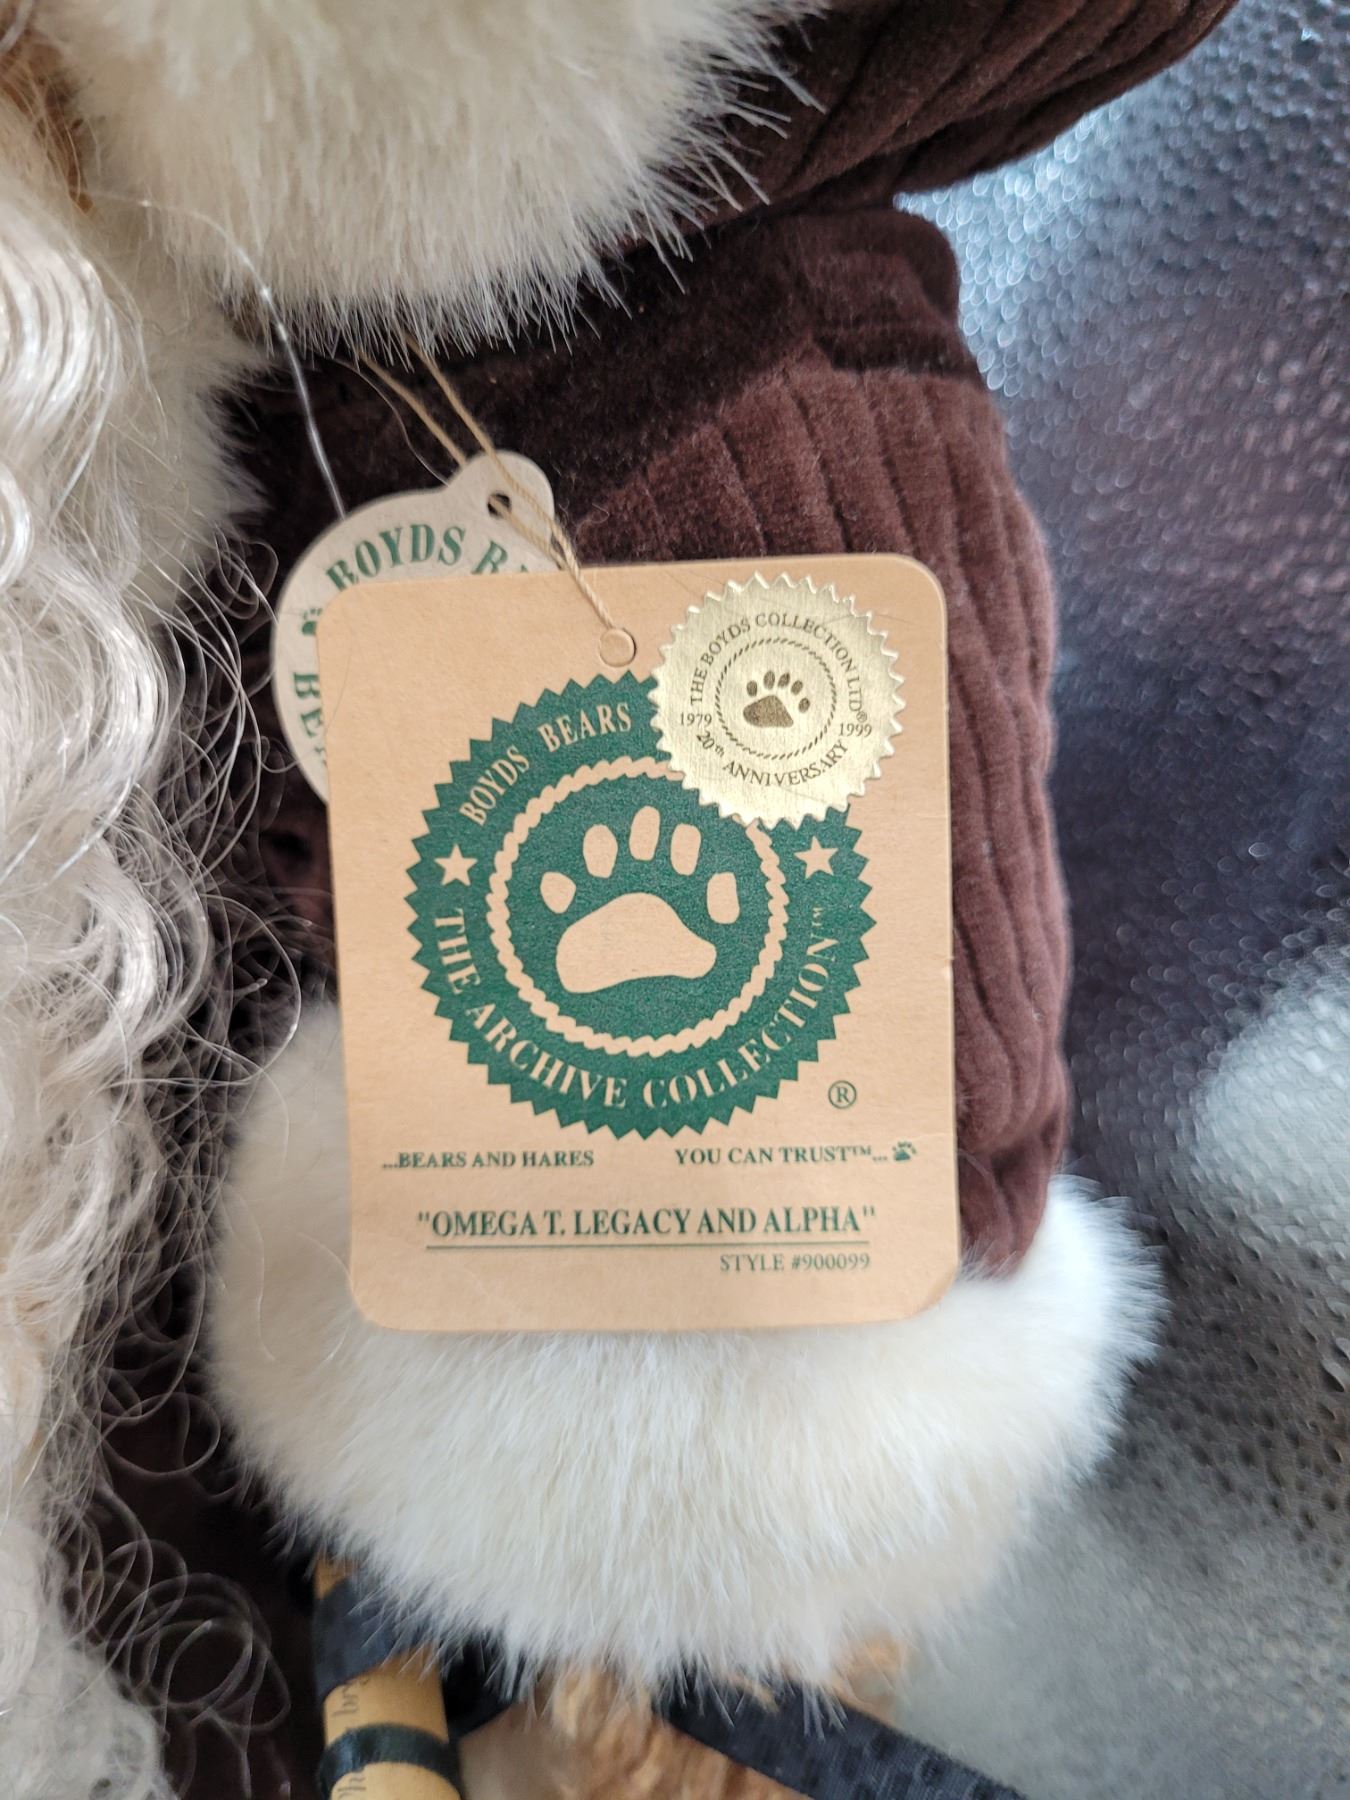 BOYDS
THE BOYDS COLLECTION LTD®
1979 1999
20th ANNIVERSARY
BOYDS BEARS
THE ARCHIVE COLLECTION™
®
...BEARS AND HARES YOU CAN TRUST™...
"OMEGA T. LEGACY AND ALPHA"
STYLE #900099